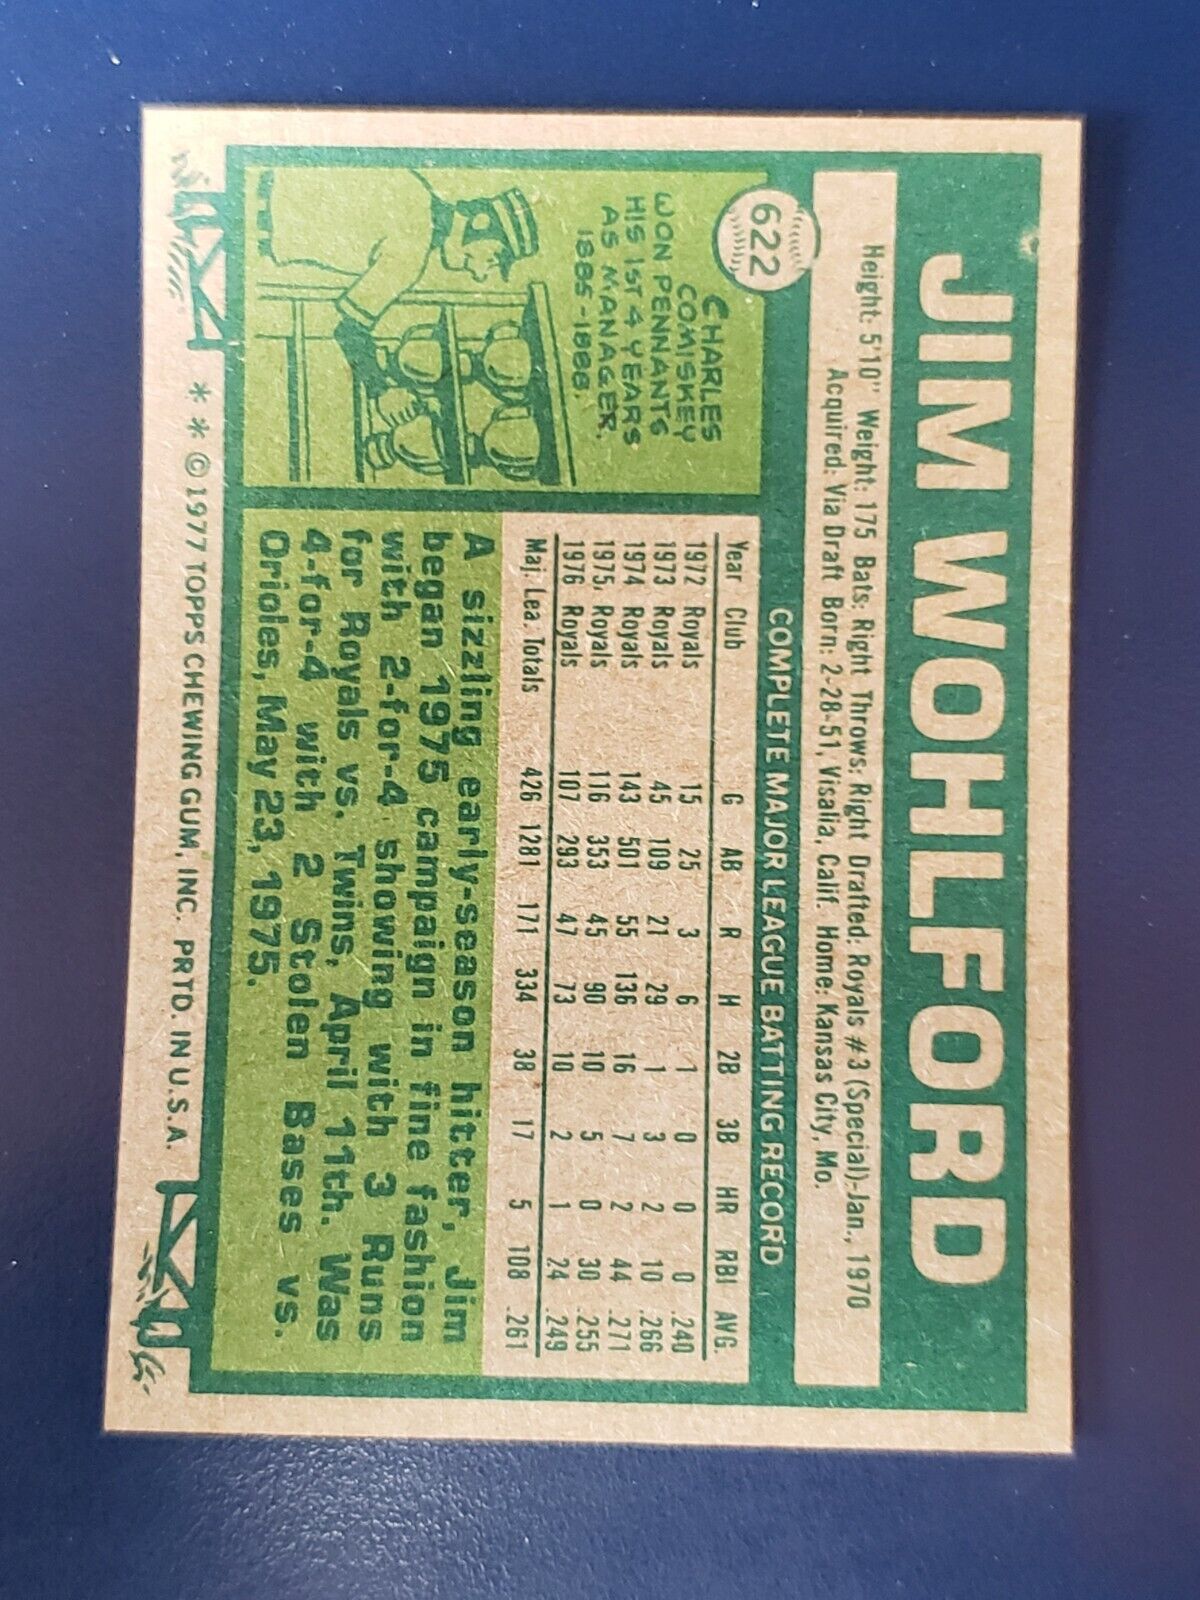 JIM WOHLFORD
622
Height: 5'10" Weight: 175 Bats: Right Throws: Right Drafted: Royals #3 (Special)-Jan., 1970
Acquired: Via Draft Born: 2-28-51, Visalia, Calif. Home: Kansas City, Mo.
CHARLES
COMISKEY
WON PENNANTS
HIS 1ST 4 YEARS
AS MANAGER.
1885-1888.
COMPLETE MAJOR LEAGUE BATTING RECORD
Year Club G AB R H 2B 3B HR RBI AVG.
1972 Royals 15 25 3 6 1 0 0 0 .240
1973 Royals 45 109 21 29 1 3 2 10 .266
1974 Royals 143 501 55 136 16 7 2 44 .271
1975, Royals 116 353 45 90 10 5 0 30 .255
1976 Royals 107 293 47 73 10 2 1 24 .249
Maj. Lea. Totals 426 1281 171 334 38 17 5 108 .261
A sizzling early-season hitter, Jim
began 1975 campaign in fine fashion
with 2-for-4 showing with 3 Runs
for Royals vs. Twins, April 11th. Was
4-for-4 with 2 Stolen Bases vs.
Orioles, May 23, 1975.
* * © 1977 TOPPS CHEWING GUM, INC. PRTD. IN U.S.A.